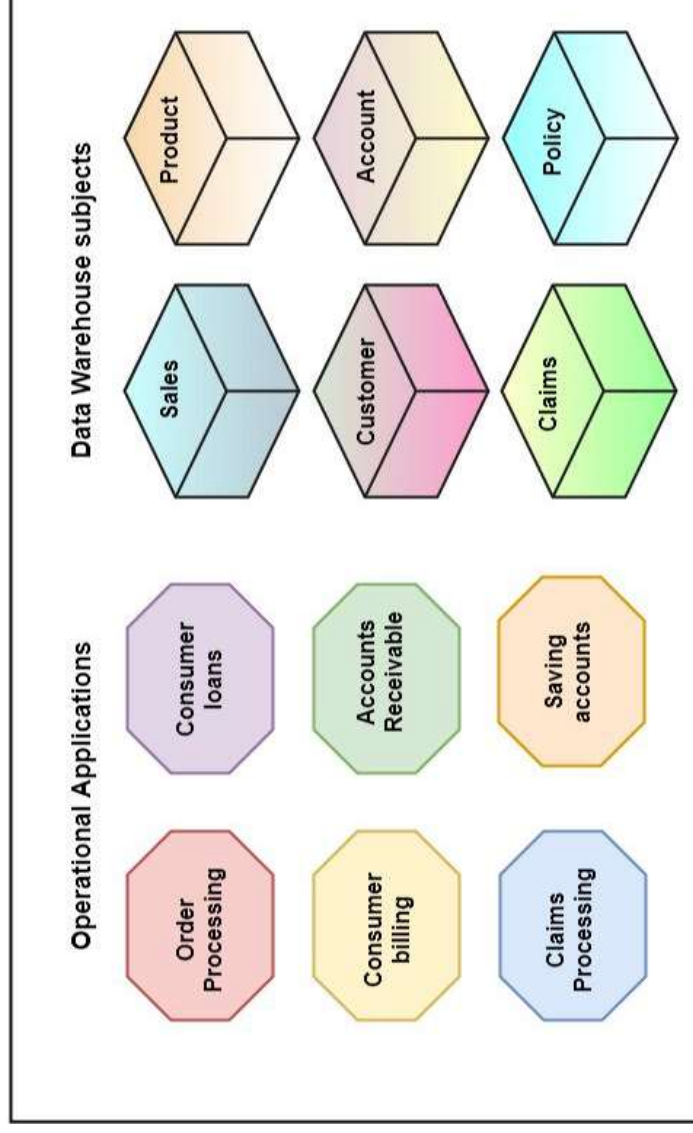 Operational Applications
Data Warehouse subjects
Order
Processing
Consumer
loans
Sales
Product
Consumer
billing
Accounts
Receivable
Customer
Account
Claims
Processing
Saving
accounts
Claims
Policy